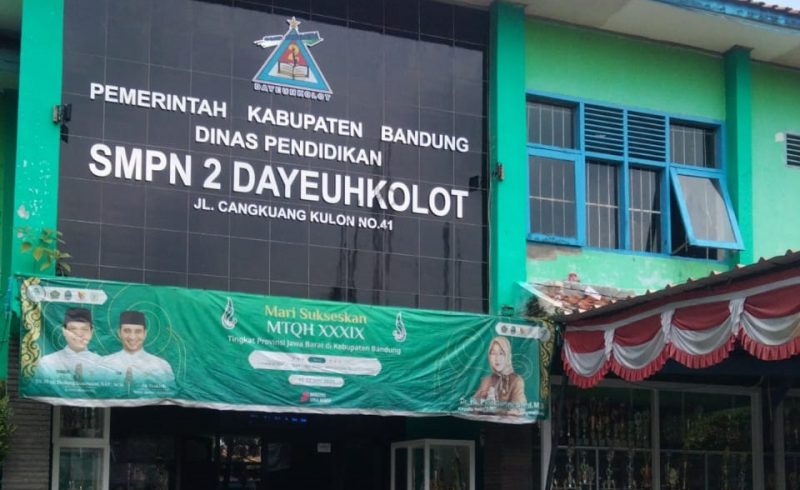 DAYEUHKOLOT
PEMERINTAH KABUPATEN BANDUNG
DINAS PENDIDIKAN
SMPN 2 DAYEUHKOLOT
JL. CANGKUANG KULON NO.41
Mari Sukseskan
MTQH XXXIX
Tingkat Provinsi Jawa Barat di Kabupaten Bandung